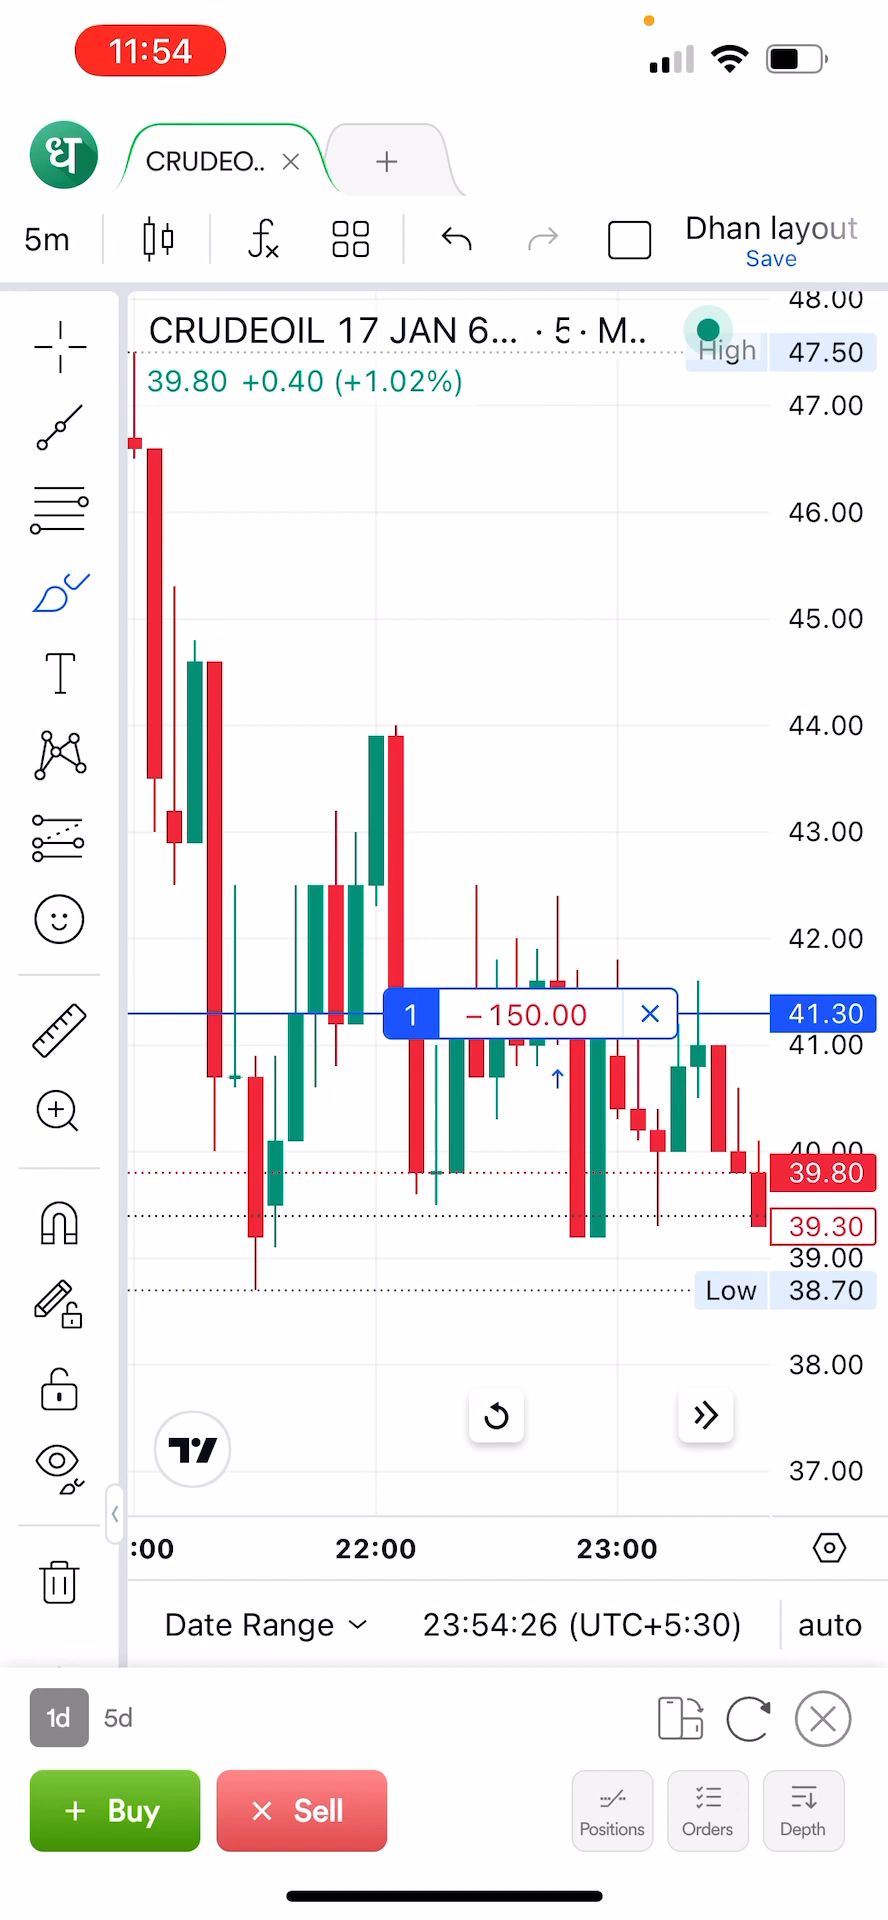 11:54
ध CRUDEO.. × +
5m fx Dhan layout
Save
48.00
CRUDEOIL 17 JAN 6... · 5 · M..
High 47.50
39.80 +0.40 (+1.02%)
47.00
46.00
45.00
T
44.00
43.00
42.00
1 −150.00 × 41.30
41.00
40.00
39.80
39.30
39.00
Low 38.70
38.00
37.00
:00 22:00 23:00
Date Range 23:54:26 (UTC+5:30) auto
1d 5d
+ Buy × Sell
Positions Orders Depth